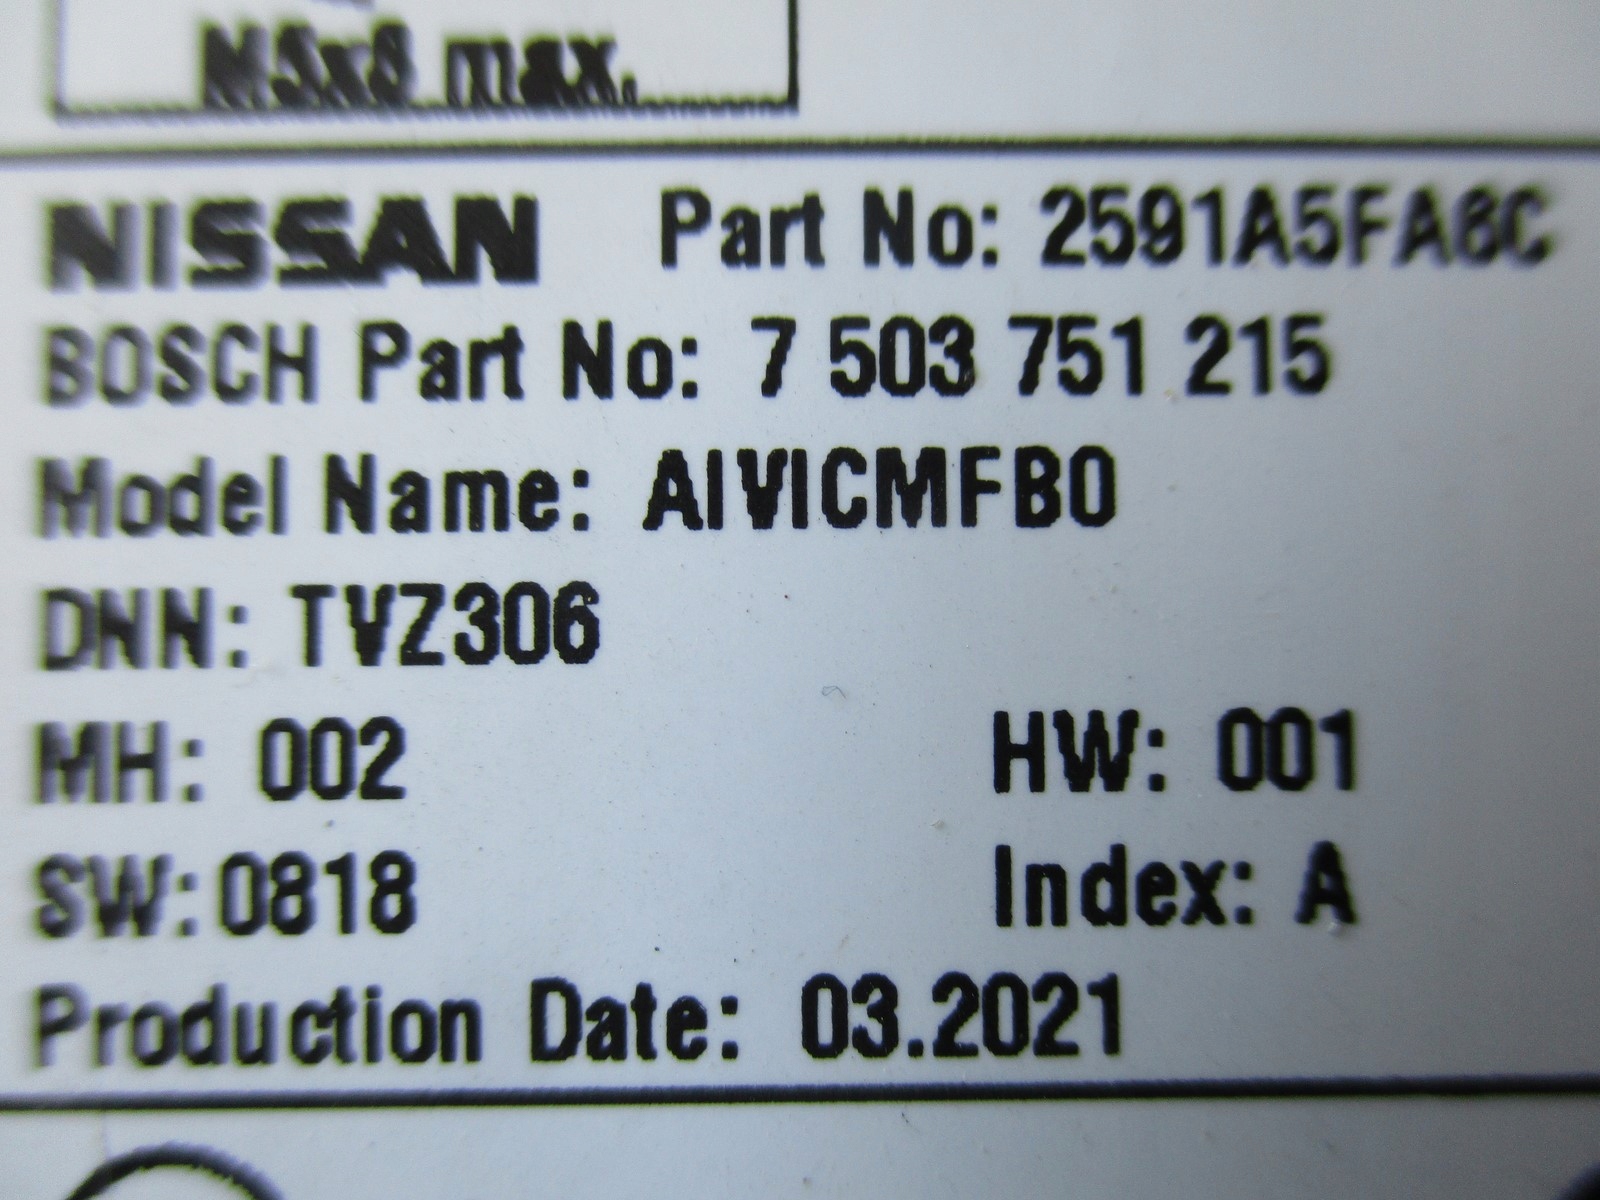 M5x8 max.
NISSAN Part No: 2591A5FA6C
BOSCH Part No: 7 503 751 215
Model Name: AIVICMFB0
DNN: TVZ306
MH: 002 HW: 001
SW:0818 Index: A
Production Date: 03.2021